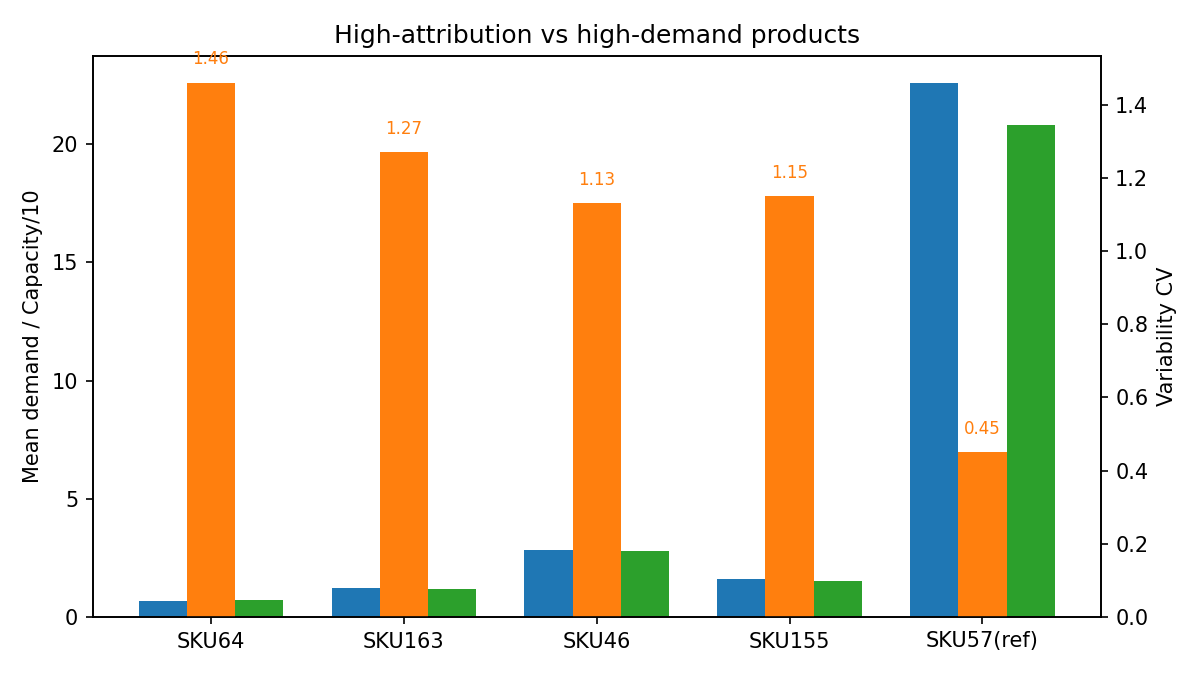 High-attribution vs high-demand products
Mean demand / Capacity/10
20
15
10
5
0
1.46
1.27
1.13
1.15
0.45
1.4
1.2
1.0
0.8
0.6
0.4
0.2
0.0
Variability CV
SKU64
SKU163
SKU46
SKU155
SKU57(ref)